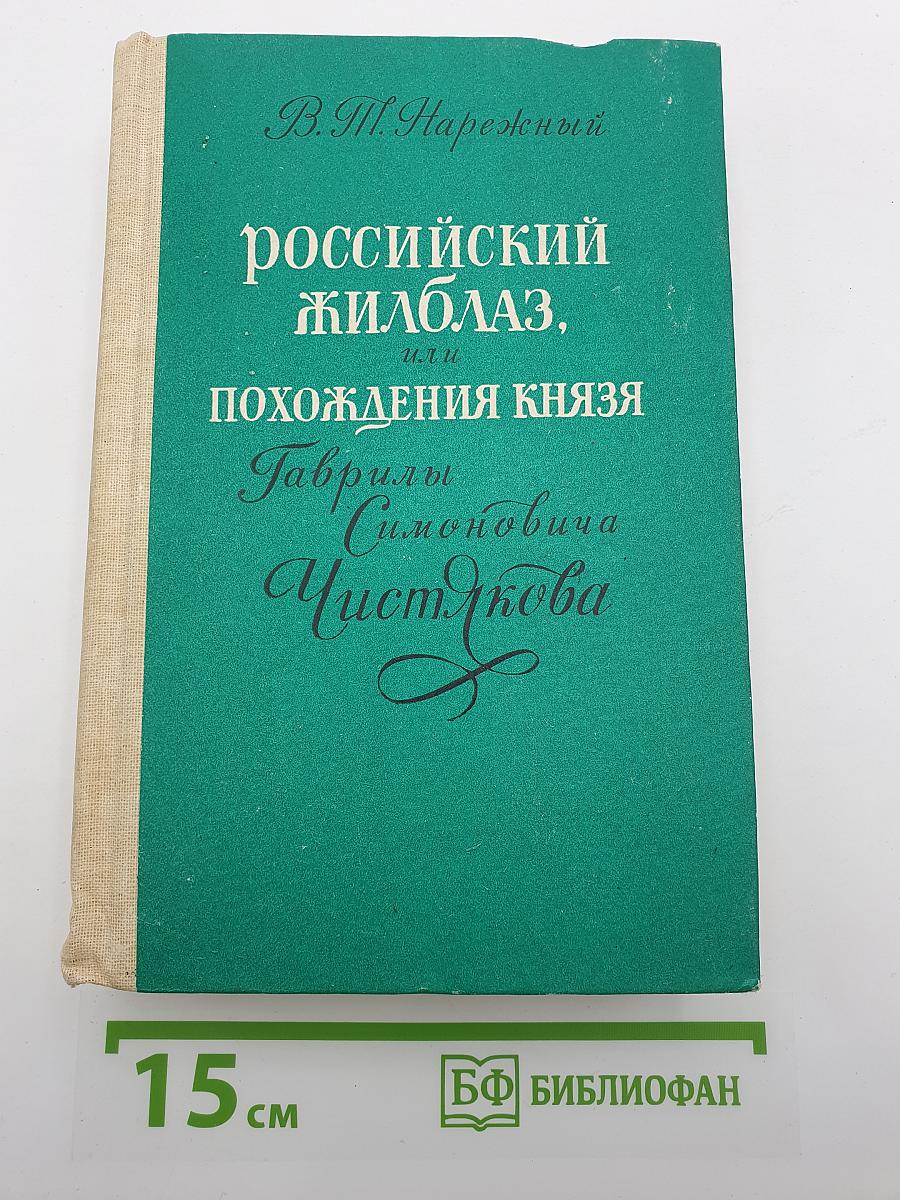 В. Т. Нарежный
РОССИЙСКИЙ
ЖИЛБЛАЗ,
или
ПОХОЖДЕНИЯ КНЯЗЯ
Гаврилы
Симоновича
Чистякова
15 см
БФ БИБЛИОФАН